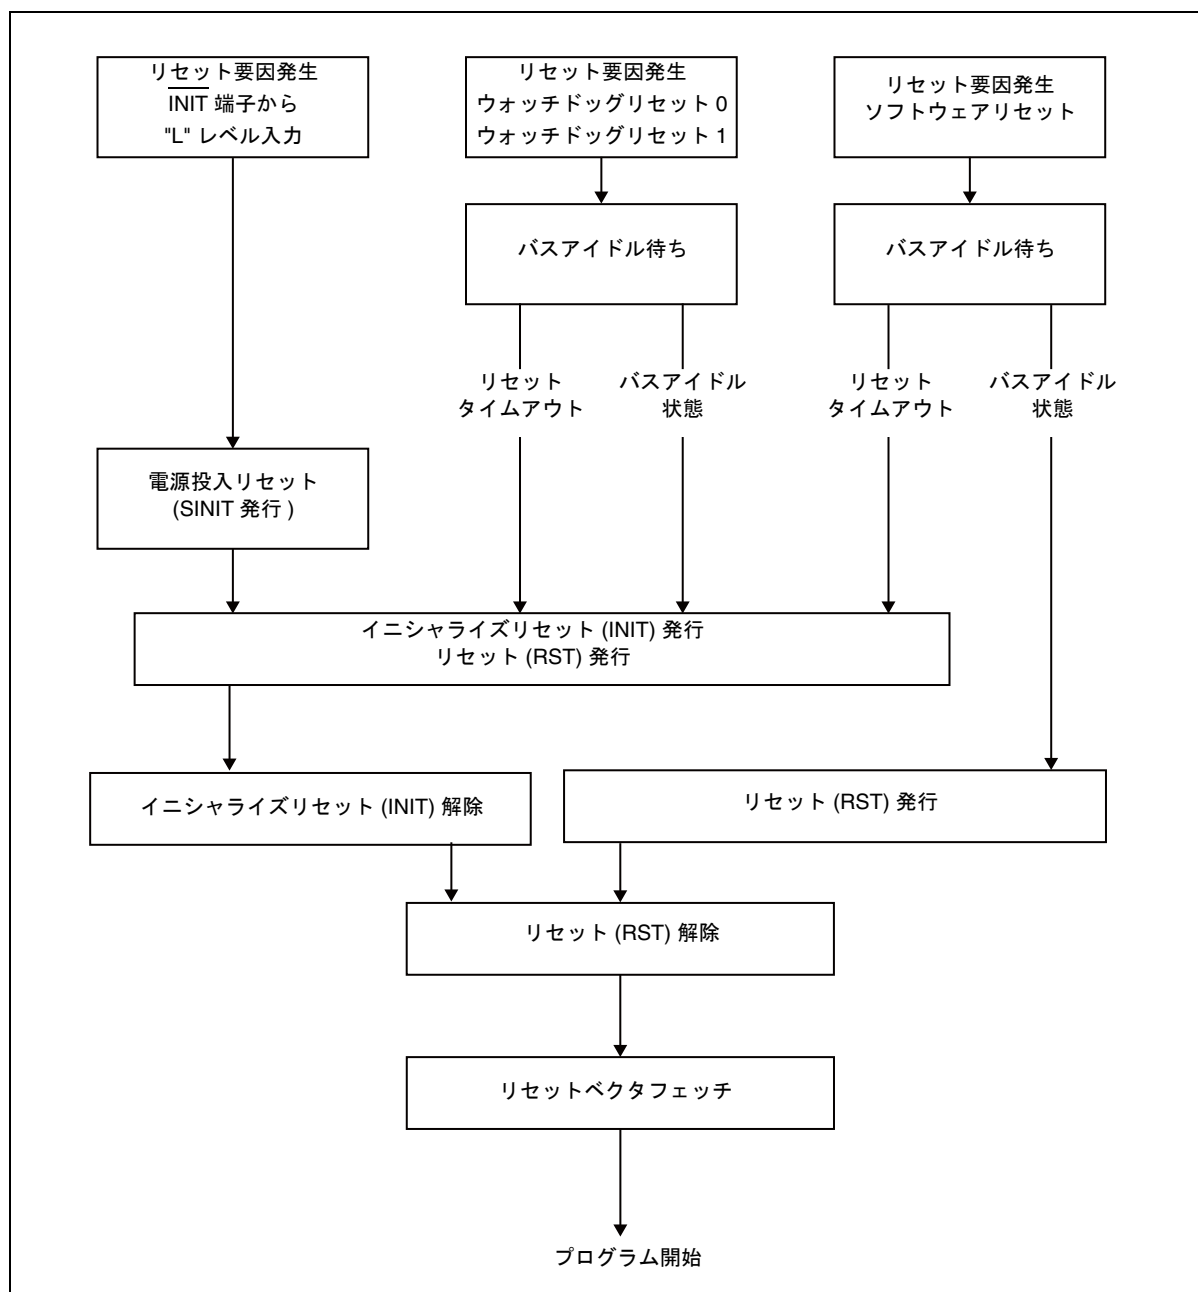 リセット要因発生
INIT 端子から
"L" レベル入力
リセット要因発生
ウォッチドッグリセット 0
ウォッチドッグリセット 1
リセット要因発生
ソフトウェアリセット
バスアイドル待ち
バスアイドル待ち
リセット
タイムアウト
バスアイドル
状態
リセット
タイムアウト
バスアイドル
状態
電源投入リセット
(SINIT 発行 )
イニシャライズリセット (INIT) 発行
リセット (RST) 発行
イニシャライズリセット (INIT) 解除
リセット (RST) 発行
リセット (RST) 解除
リセットベクタフェッチ
プログラム開始